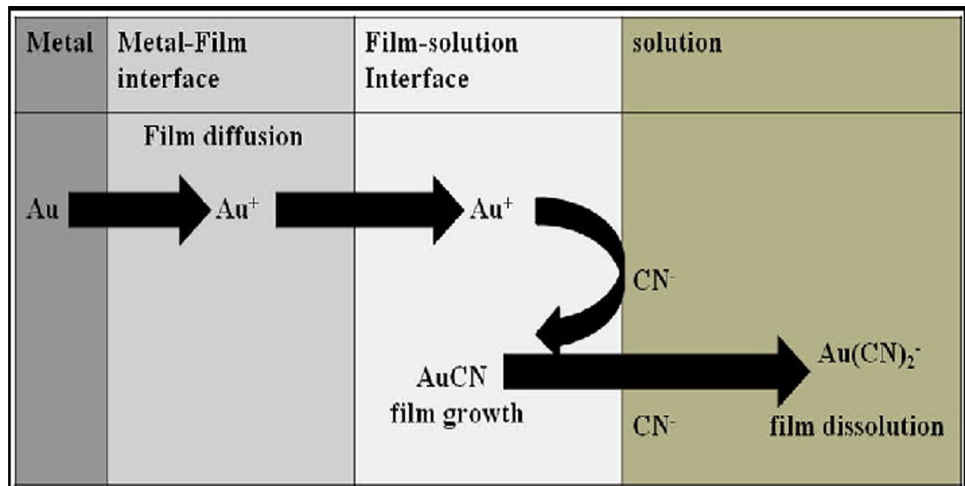 Metal
Metal-Film
interface
Film-solution
Interface
solution
Film diffusion
Au
Au⁺
Au⁺
CN⁻
AuCN
film growth
CN⁻
Au(CN)₂⁻
film dissolution